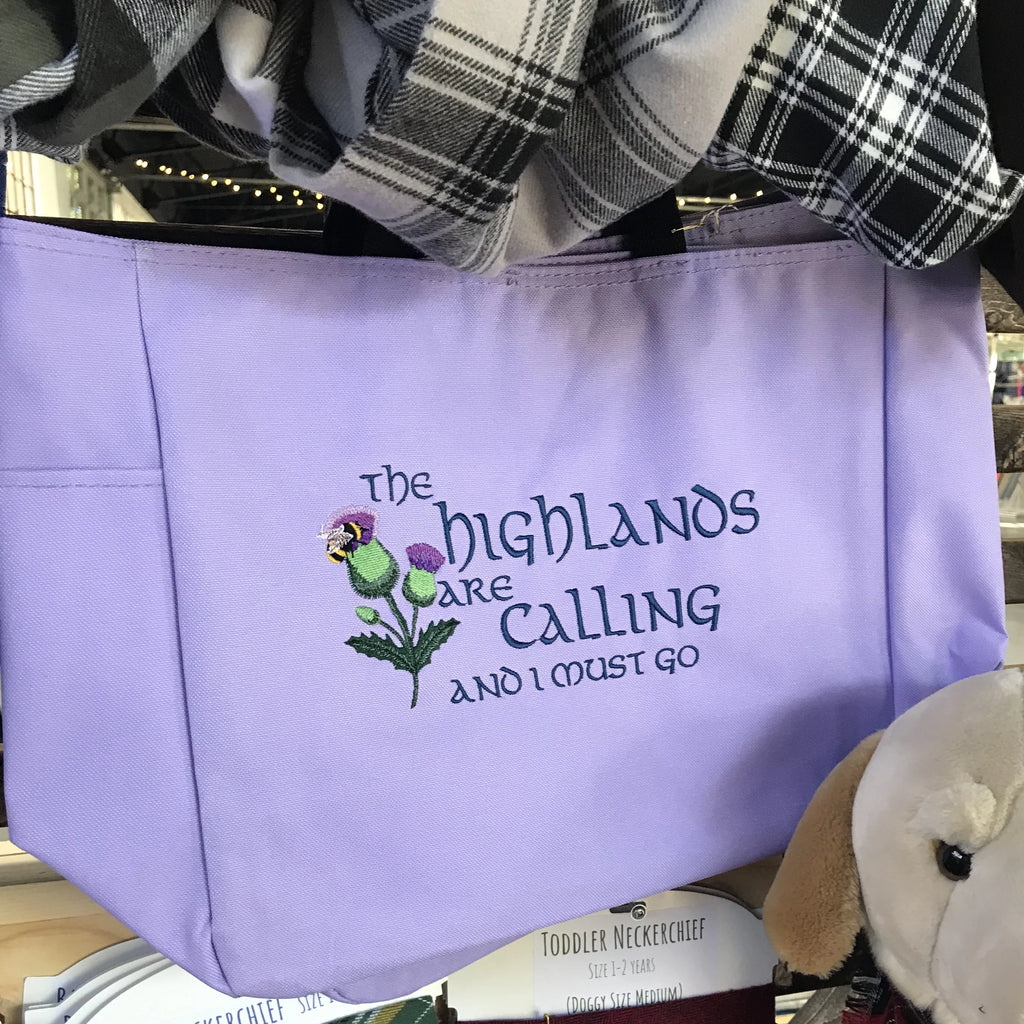 The
highlands
are
calling
and I must go
Toddler Neckerchief
Size 1-2 years
(Doggy Size Medium)